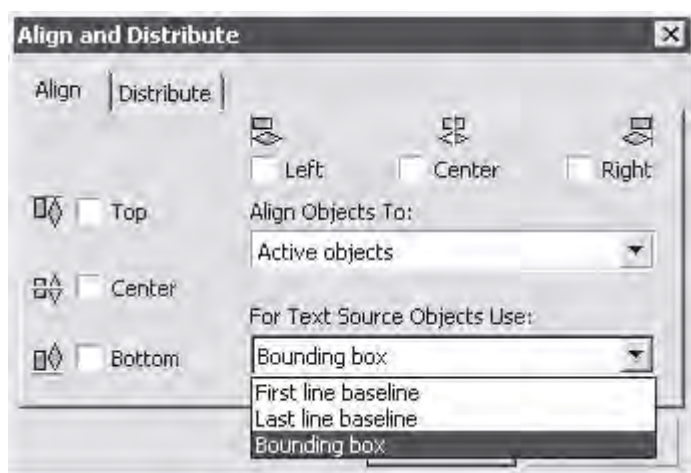 Align and Distribute
Align Distribute
Left Center Right
Top Align Objects To:
Active objects
Center
For Text Source Objects Use:
Bottom Bounding box
First line baseline
Last line baseline
Bounding box